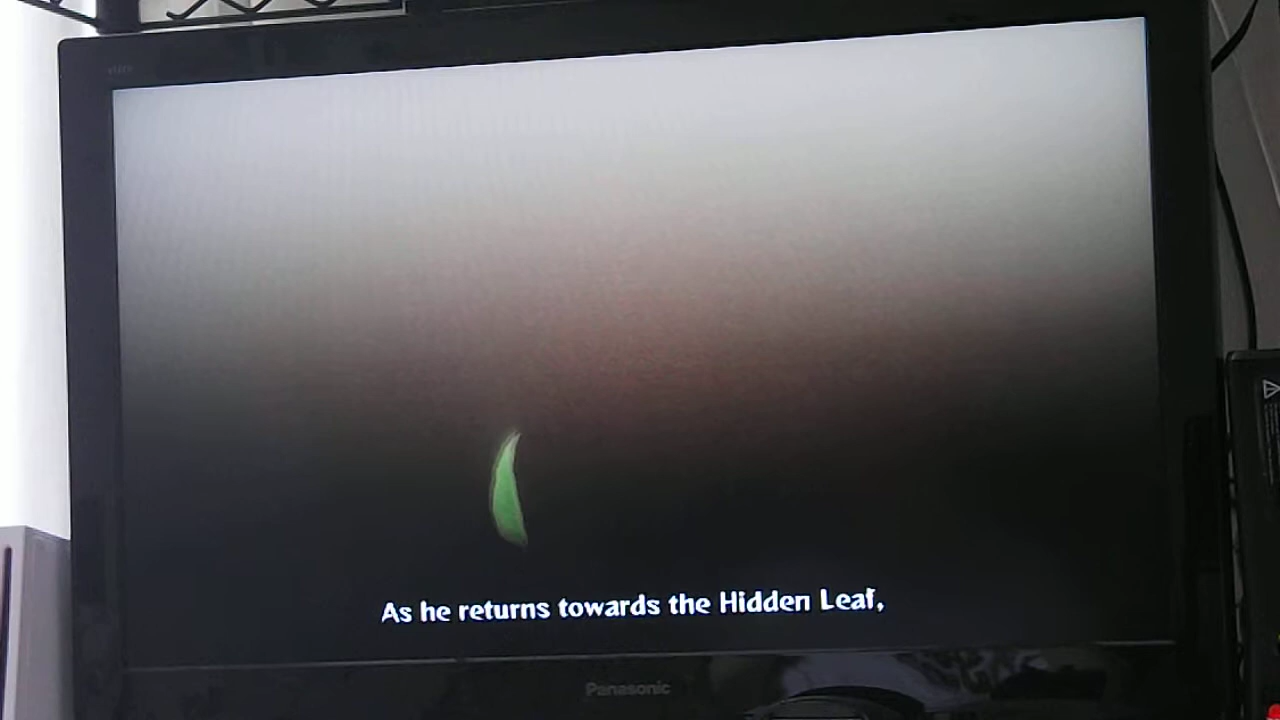 As he returns towards the Hidden Leaf,
Panasonic